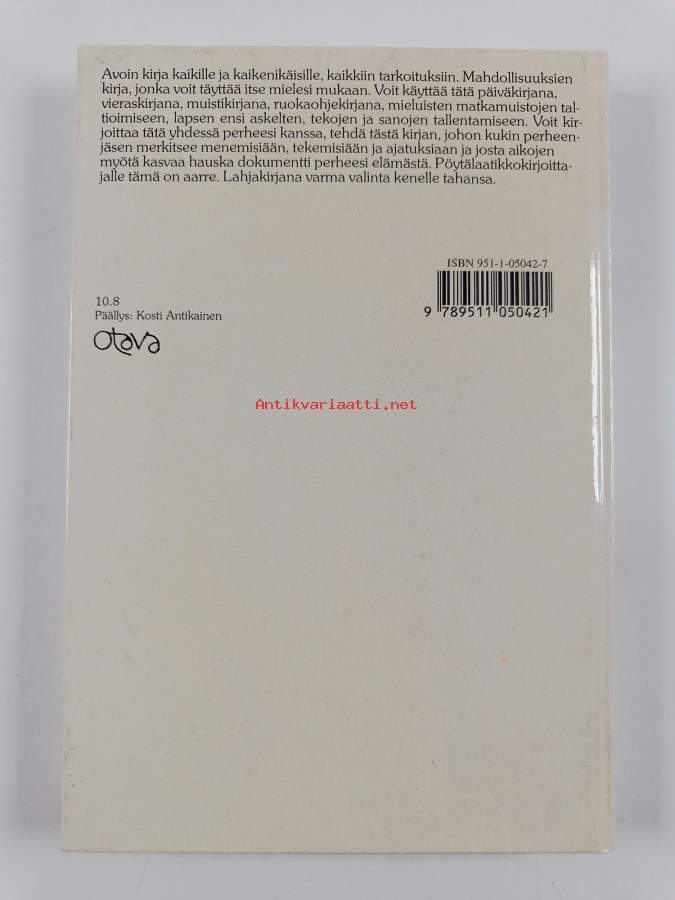 Avoin kirja kaikille ja kaikenikäisille, kaikkiin tarkoituksiin. Mahdollisuuksien
kirja, jonka voit täyttää itse mielesi mukaan. Voit käyttää tätä päiväkirjana,
vieraskirjana, muistikirjana, ruokaohjekirjana, mieluisten matkamuistojen tal-
tioimiseen, lapsen ensi askelten, tekojen ja sanojen tallentamiseen. Voit kir-
joittaa tätä yhdessä perheesi kanssa, tehdä tästä kirjan, johon kukin perheen-
jäsen merkitsee menemisiään, tekemisiään ja ajatuksiaan ja josta aikojen
myötä kasvaa hauska dokumentti perheesi elämästä. Pöytälaatikkokirjoitta-
jalle tämä on aarre. Lahjakirjana varma valinta kenelle tahansa.
ISBN 951-1-05042-7
9 789511 050421
10.8
Päällys: Kosti Antikainen
otava
Antikvariaatti.net